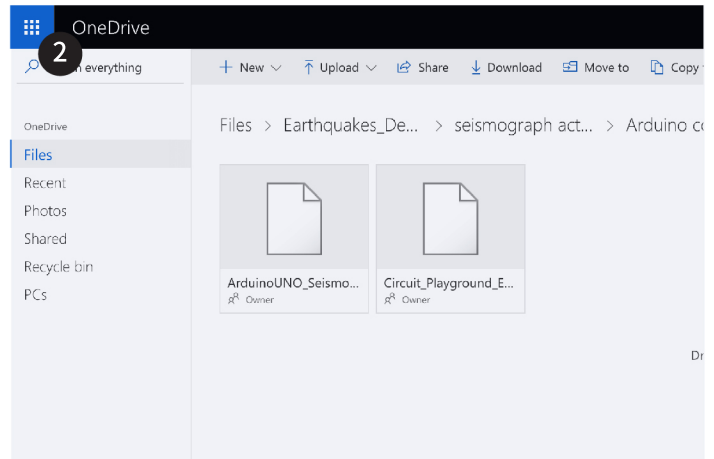 OneDrive
2
everything
New Upload Share Download Move to Copy
OneDrive
Files > Earthquakes_De... > seismograph act... > Arduino
Files
Recent
Photos
Shared
Recycle bin
PCs
ArduinoUNO_Seismo... Circuit_Playground_E...
Owner Owner